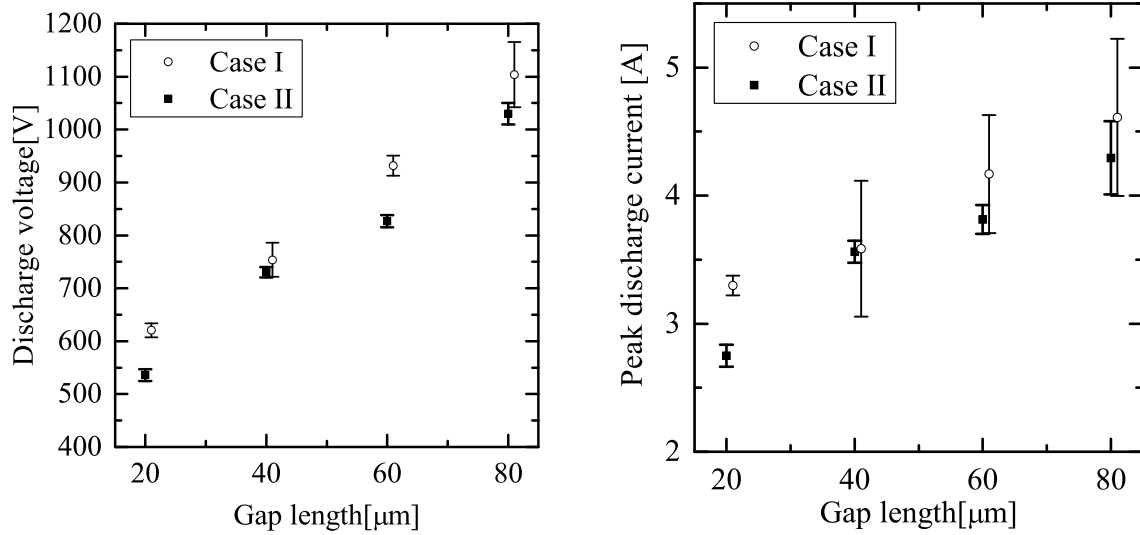 Discharge voltage[V]
1200
1100
1000
900
800
700
600
500
400
Case I
Case II
20 40 60 80
Gap length[μm]
Peak discharge current [A]
5
4
3
2
Case I
Case II
20 40 60 80
Gap length[μm]